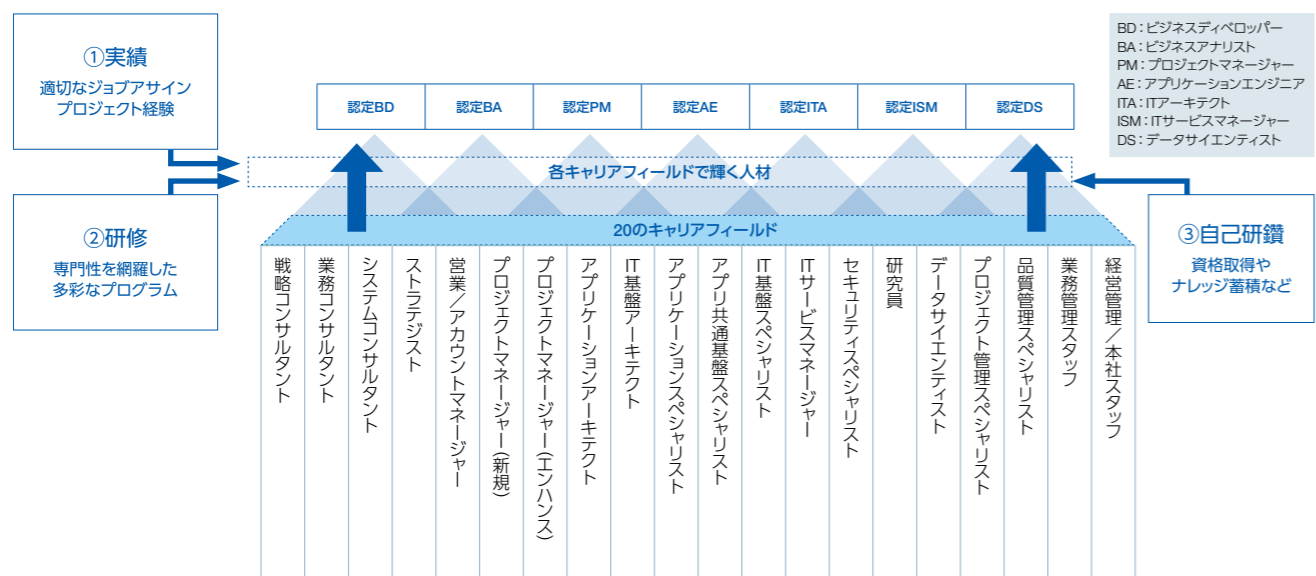 ①実績
適切なジョブアサイン
プロジェクト経験
②研修
専門性を網羅した
多彩なプログラム
認定BD
認定BA
認定PM
認定AE
認定ITA
認定ISM
認定DS
各キャリアフィールドで輝く人材
20のキャリアフィールド
戦略コンサルタント
業務コンサルタント
システムコンサルタント
ストラテジスト
営業／アカウントマネージャー
プロジェクトマネージャー(新規)
プロジェクトマネージャー(エンハンス)
アプリケーションアーキテクト
IT基盤アーキテクト
アプリケーションスペシャリスト
アプリ共通基盤スペシャリスト
IT基盤スペシャリスト
ITサービスマネージャー
セキュリティスペシャリスト
研究員
データサイエンティスト
プロジェクト管理スペシャリスト
品質管理スペシャリスト
業務管理スタッフ
経営管理／本社スタッフ
BD：ビジネスディベロッパー
BA：ビジネスアナリスト
PM：プロジェクトマネージャー
AE：アプリケーションエンジニア
ITA：ITアーキテクト
ISM：ITサービスマネージャー
DS：データサイエンティスト
③自己研鑽
資格取得や
ナレッジ蓄積など